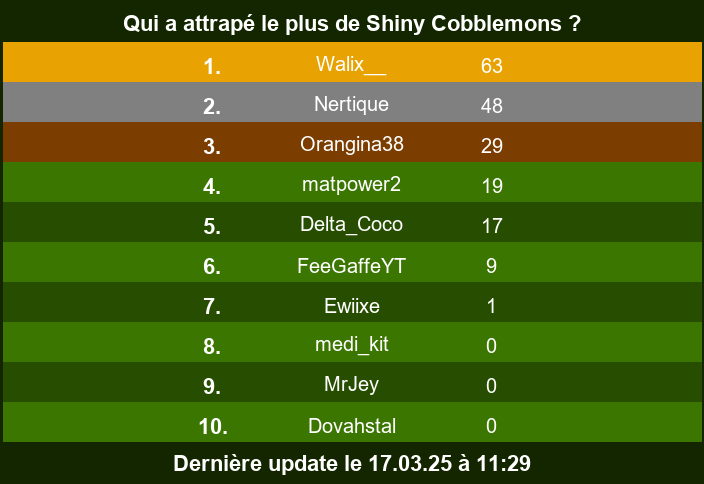 Qui a attrapé le plus de Shiny Cobblemons ?
1. Walix__ 63
2. Nertique 48
3. Orangina38 29
4. matpower2 19
5. Delta_Coco 17
6. FeeGaffeYT 9
7. Ewiixe 1
8. medi_kit 0
9. MrJey 0
10. Dovahstal 0
Dernière update le 17.03.25 à 11:29